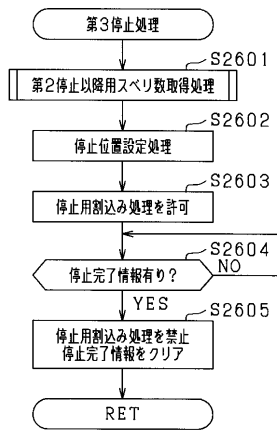 第3停止処理
S2601
第2停止以降用スベリ数取得処理
S2602
停止位置設定処理
S2603
停止用割込み処理を許可
S2604
停止完了情報有り?
NO
YES
S2605
停止用割込み処理を禁止
停止完了情報をクリア
RET